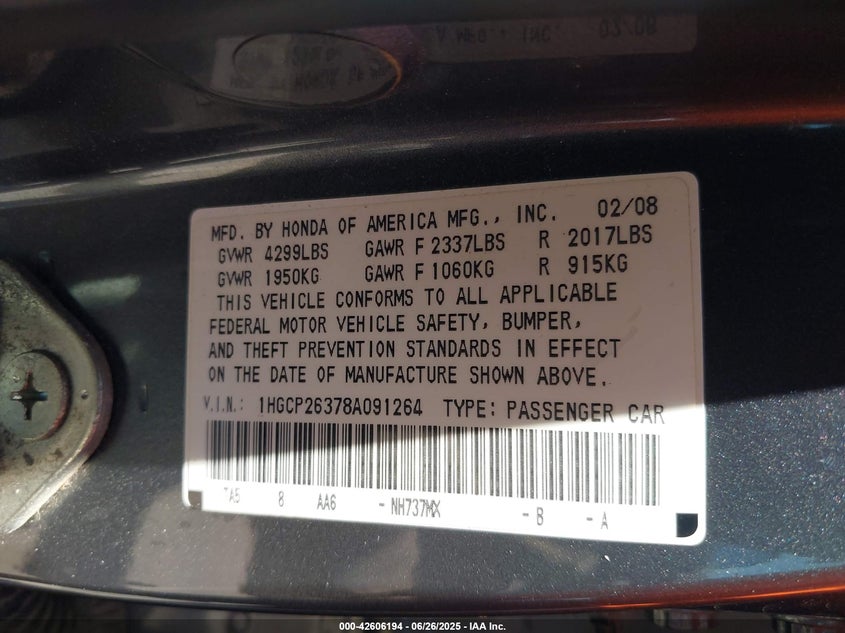 MFD. BY HONDA OF AMERICA MFG., INC. 02/08
GVWR 4299LBS GAWR F 2337LBS R 2017LBS
GVWR 1950KG GAWR F 1060KG R 915KG
THIS VEHICLE CONFORMS TO ALL APPLICABLE
FEDERAL MOTOR VEHICLE SAFETY, BUMPER,
AND THEFT PREVENTION STANDARDS IN EFFECT
ON THE DATE OF MANUFACTURE SHOWN ABOVE.
V.I.N.: 1HGCP26378A091264 TYPE: PASSENGER CAR
TA5 8 AA6 - NH737MX - B - A
000-42606194 - 06/26/2025 - IAA Inc.